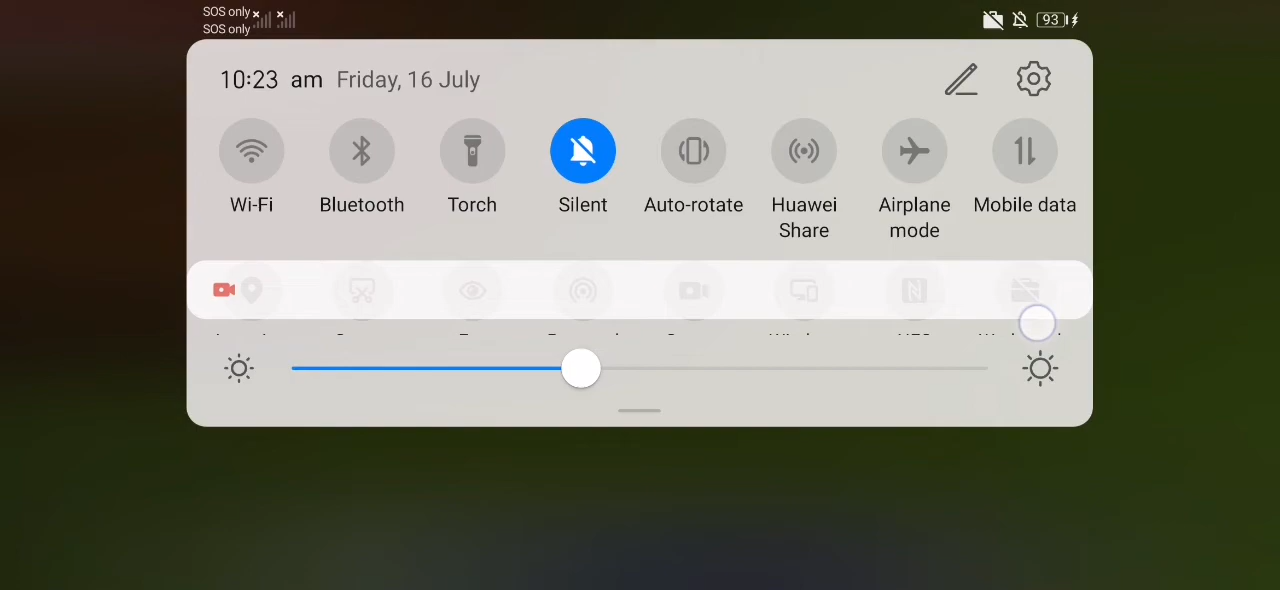 SOS only
SOS only
93
10:23 am Friday, 16 July
Wi-Fi Bluetooth Torch Silent Auto-rotate Huawei Share Airplane mode Mobile data